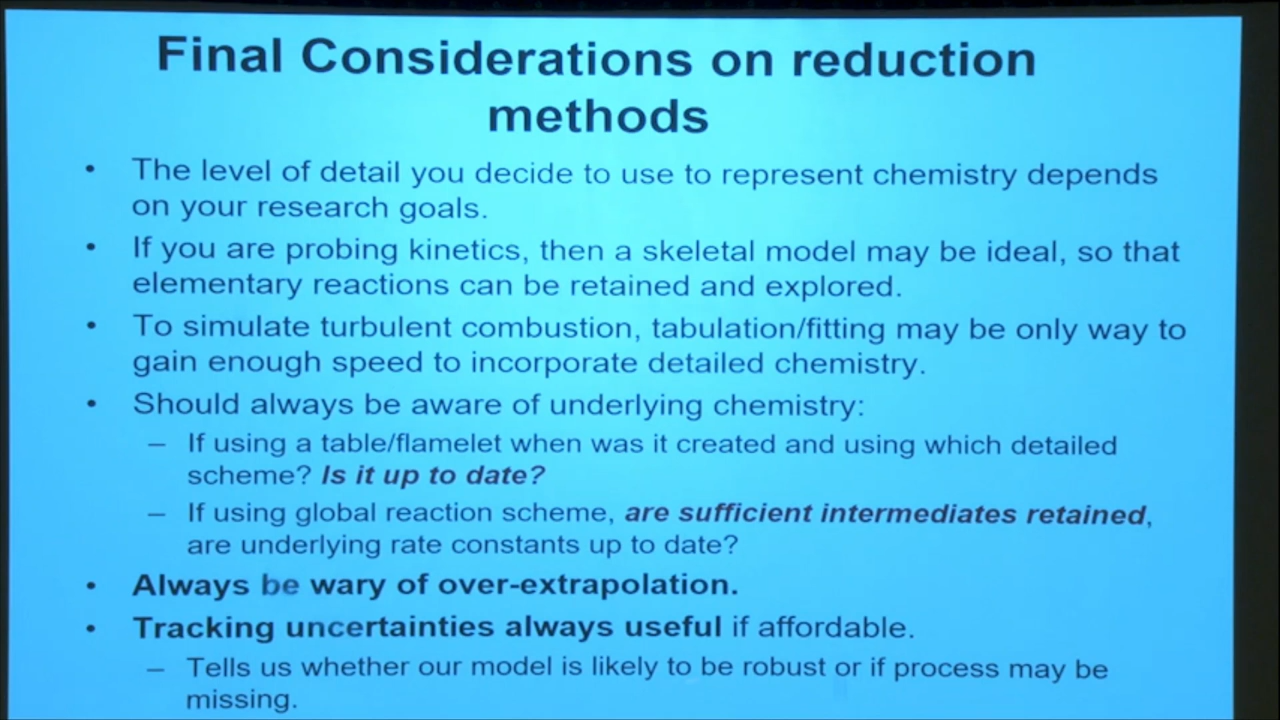 Final Considerations on reduction
methods
• The level of detail you decide to use to represent chemistry depends
on your research goals.
• If you are probing kinetics, then a skeletal model may be ideal, so that
elementary reactions can be retained and explored.
• To simulate turbulent combustion, tabulation/fitting may be only way to
gain enough speed to incorporate detailed chemistry.
• Should always be aware of underlying chemistry:
– If using a table/flamelet when was it created and using which detailed
scheme? Is it up to date?
– If using global reaction scheme, are sufficient intermediates retained,
are underlying rate constants up to date?
• Always be wary of over-extrapolation.
• Tracking uncertainties always useful if affordable.
– Tells us whether our model is likely to be robust or if process may be
missing.